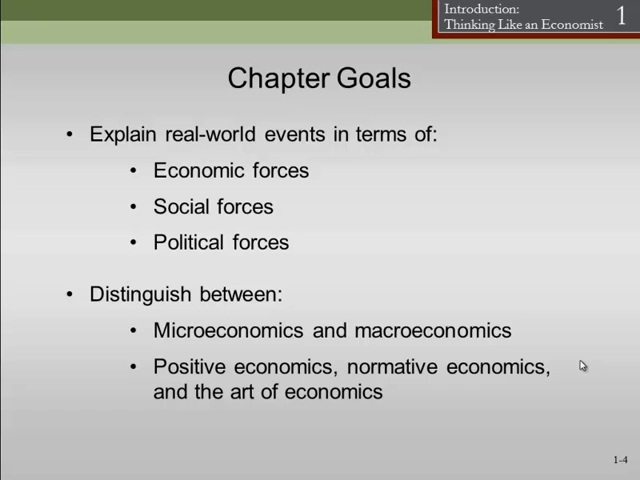 Introduction:
Thinking Like an Economist
1
Chapter Goals
• Explain real-world events in terms of:
• Economic forces
• Social forces
• Political forces
• Distinguish between:
• Microeconomics and macroeconomics
• Positive economics, normative economics,
and the art of economics
1-4